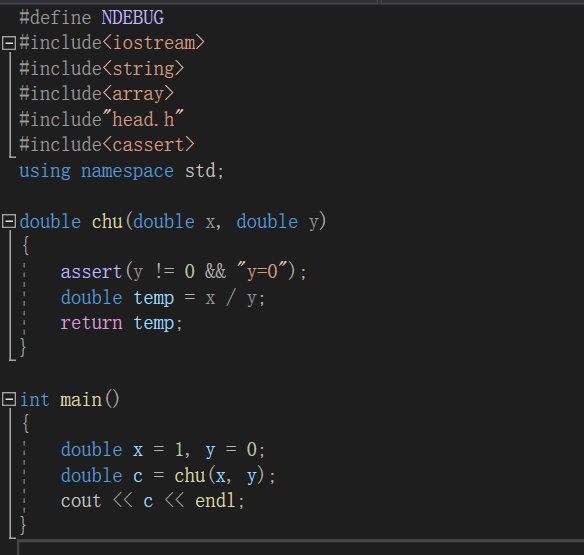 #define NDEBUG
#include<iostream>
#include<string>
#include<array>
#include"head.h"
#include<cassert>
using namespace std;
double chu(double x, double y)
{
assert(y != 0 && "y=0");
double temp = x / y;
return temp;
}
int main()
{
double x = 1, y = 0;
double c = chu(x, y);
cout << c << endl;
}